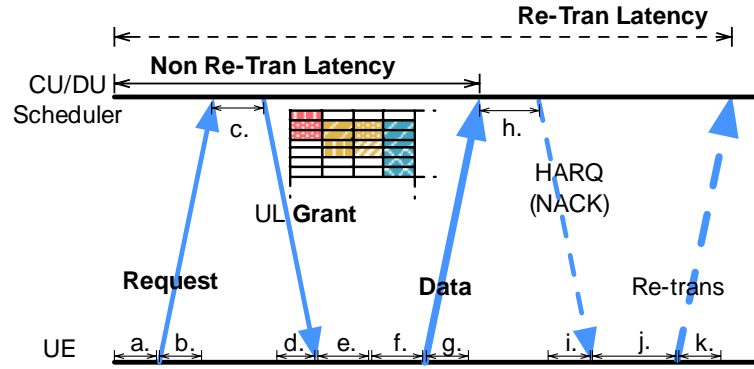 Re-Tran Latency
Non Re-Tran Latency
CU/DU
Scheduler
c.
h.
HARQ
(NACK)
UL Grant
Request
Data
Re-trans
UE
a.
b.
d.
e.
f.
g.
i.
j.
k.